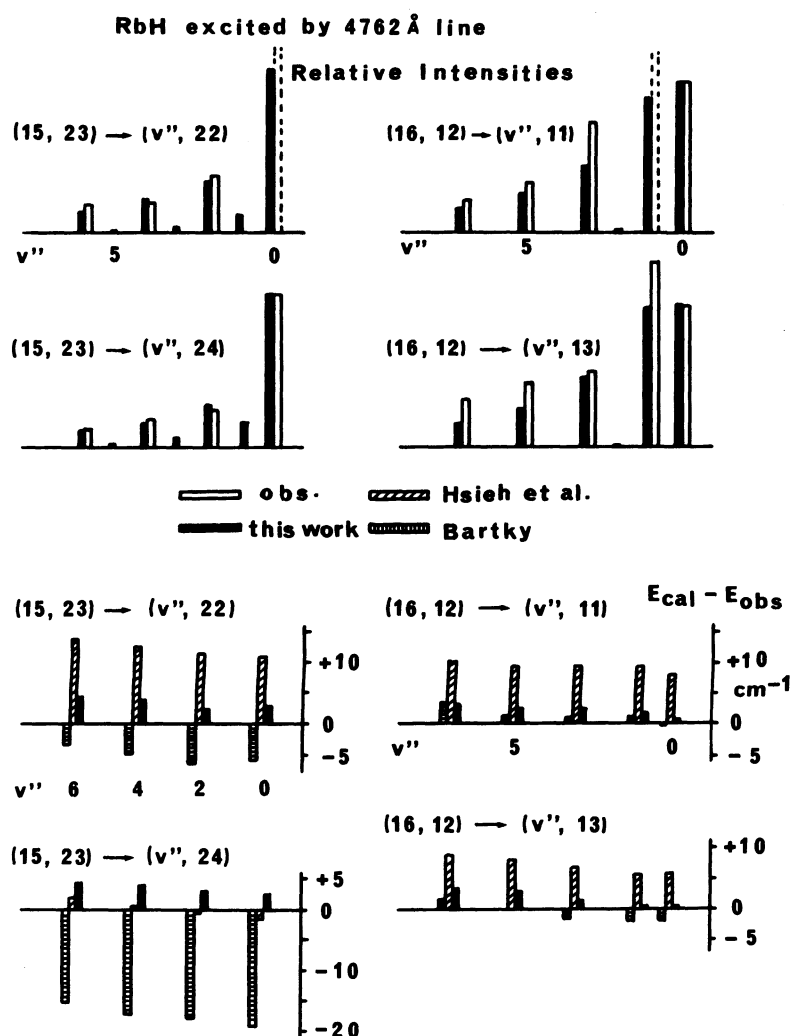 RbH excited by 4762 Å line
Relative Intensities
(15, 23) → (v", 22)
(16, 12) → (v", 11)
v" 5 0
v" 5 0
(15, 23) → (v", 24)
(16, 12) → (v", 13)
obs. Hsieh et al.
this work Bartky
(15, 23) → (v", 22)
(16, 12) → (v", 11)
Ecal – Eobs
+10
0
–5
+10
cm–1
0
–5
v" 6 4 2 0
v" 5 0
(15, 23) → (v", 24)
(16, 12) → (v", 13)
+5
0
–10
–20
+10
0
–5